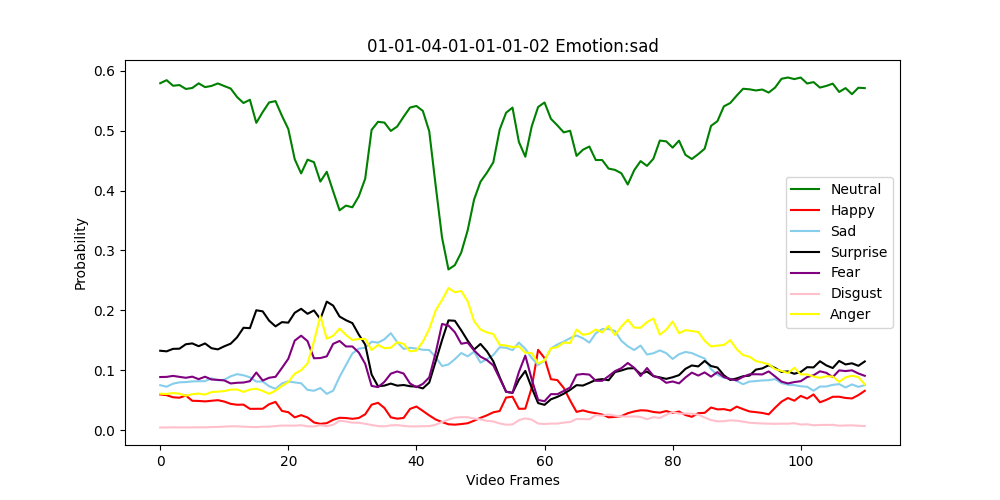 01-01-04-01-01-01-02 Emotion:sad
0.6
0.5
0.4
0.3
0.2
0.1
0.0
Probability
Neutral
Happy
Sad
Surprise
Fear
Disgust
Anger
0 20 40 60 80 100
Video Frames